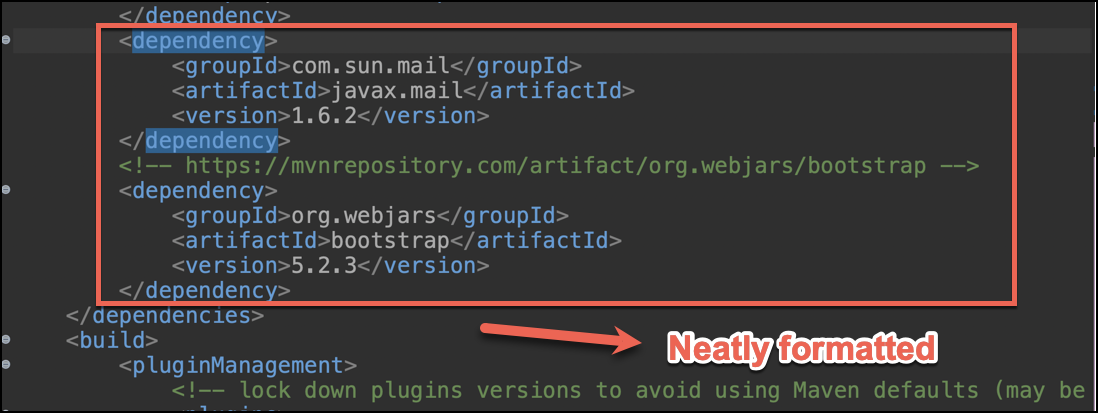 </dependency>
<dependency>
<groupId>com.sun.mail</groupId>
<artifactId>javax.mail</artifactId>
<version>1.6.2</version>
</dependency>
<!-- https://mvnrepository.com/artifact/org.webjars/bootstrap -->
<dependency>
<groupId>org.webjars</groupId>
<artifactId>bootstrap</artifactId>
<version>5.2.3</version>
</dependency>
</dependencies>
<build>
Neatly formatted
<pluginManagement>
<!-- lock down plugins versions to avoid using Maven defaults (may be